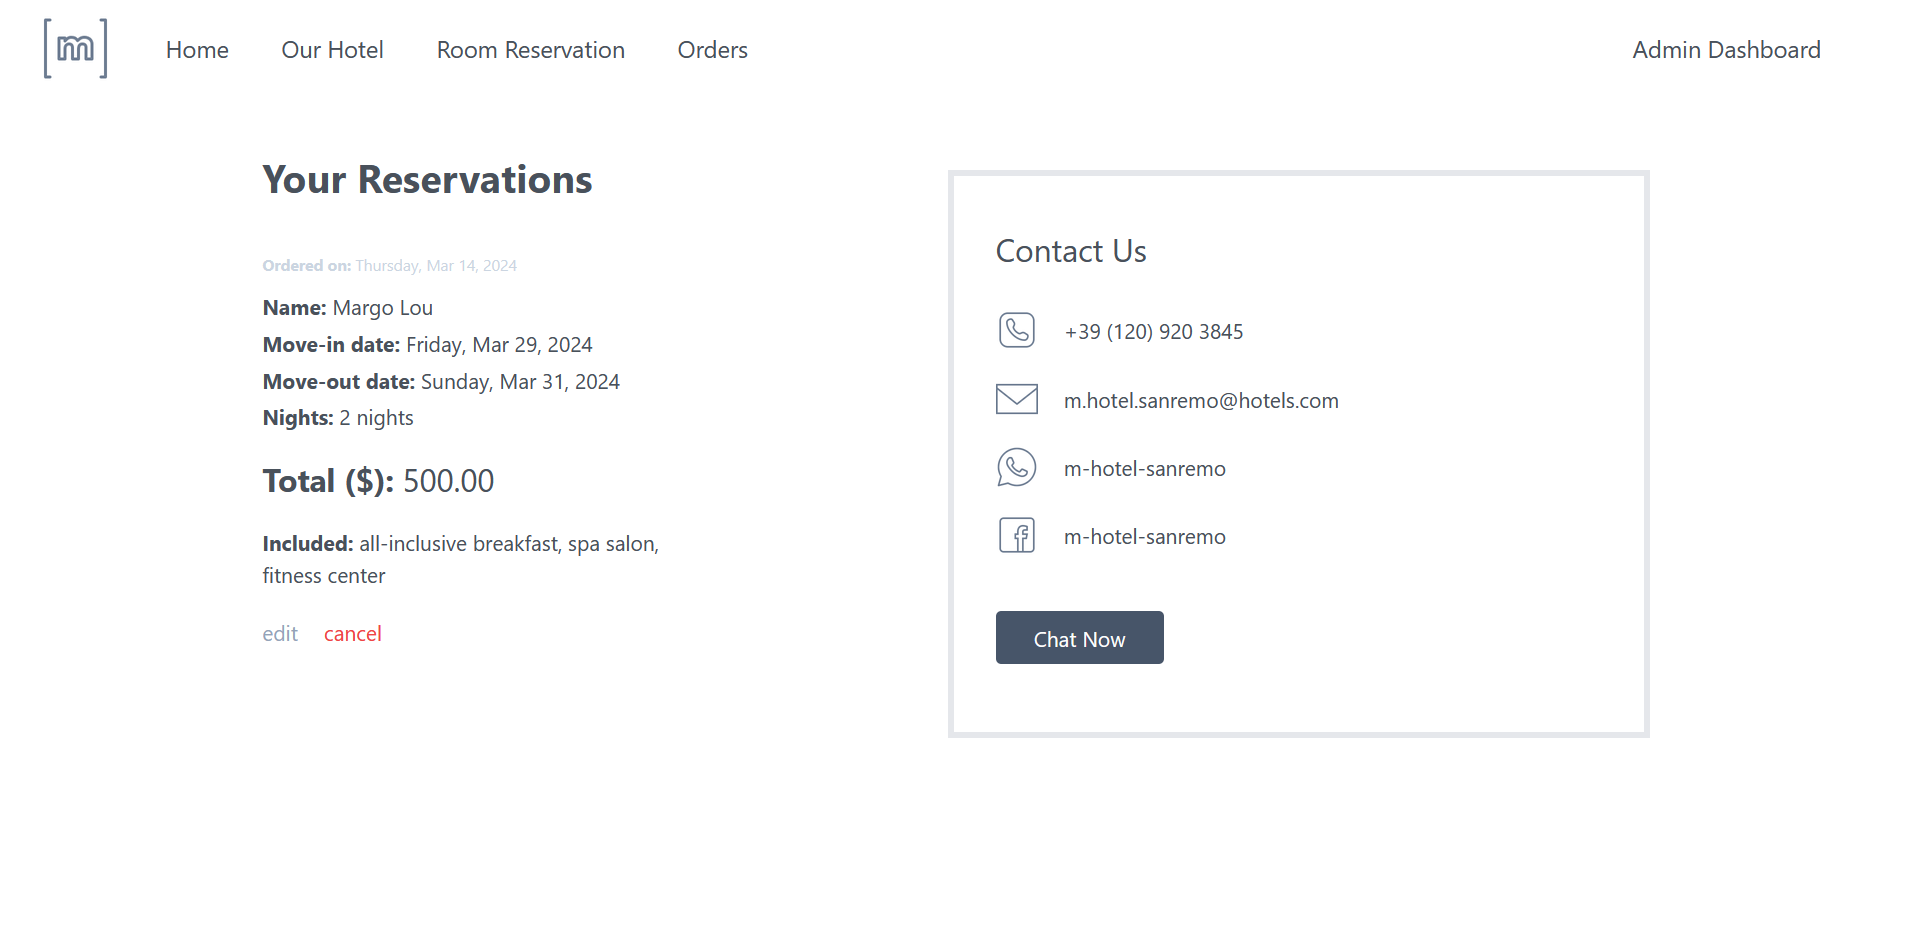 [m]
Home
Our Hotel
Room Reservation
Orders
Admin Dashboard
Your Reservations
Ordered on: Thursday, Mar 14, 2024
Name: Margo Lou
Move-in date: Friday, Mar 29, 2024
Move-out date: Sunday, Mar 31, 2024
Nights: 2 nights
Total ($): 500.00
Included: all-inclusive breakfast, spa salon,
fitness center
edit
cancel
Contact Us
+39 (120) 920 3845
m.hotel.sanremo@hotels.com
m-hotel-sanremo
m-hotel-sanremo
Chat Now